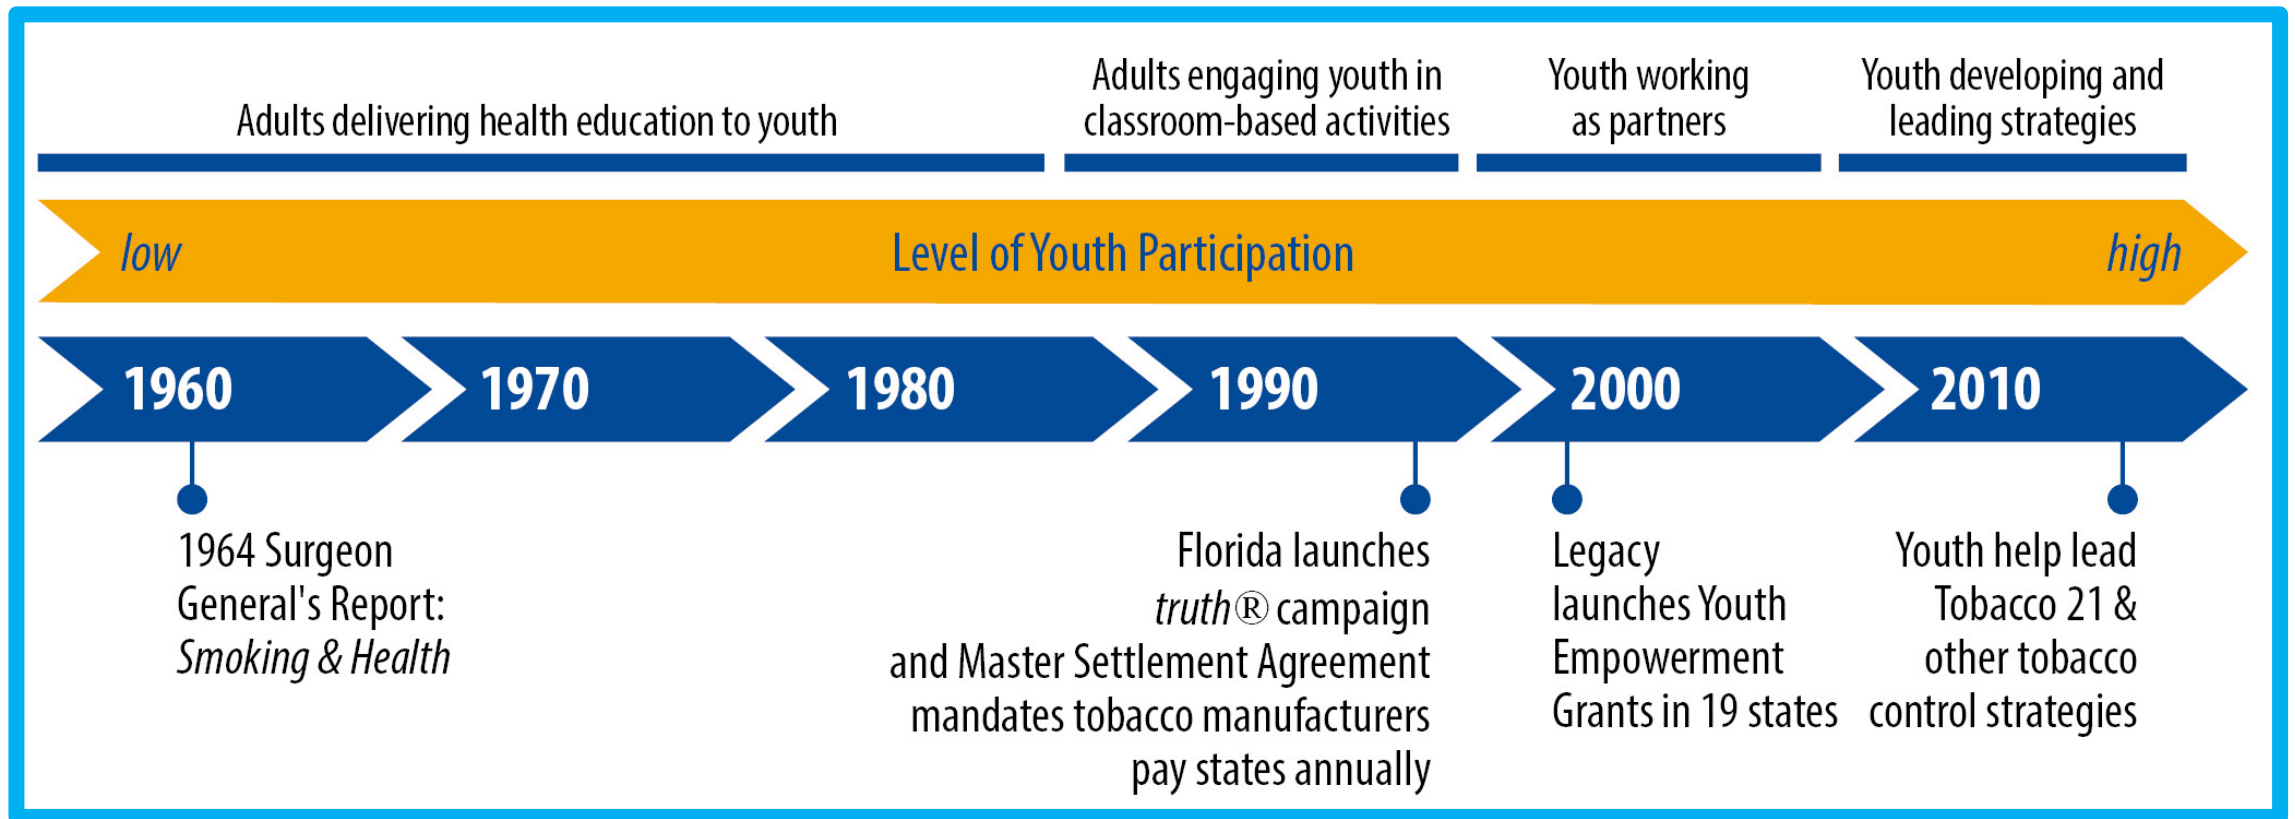 Adults delivering health education to youth
Adults engaging youth in
classroom-based activities
Youth working
as partners
Youth developing and
leading strategies
low
Level of Youth Participation
high
1960
1970
1980
1990
2000
2010
1964 Surgeon
General's Report:
Smoking & Health
Florida launches
truth® campaign
and Master Settlement Agreement
mandates tobacco manufacturers
pay states annually
Legacy
launches Youth
Empowerment
Grants in 19 states
Youth help lead
Tobacco 21 &
other tobacco
control strategies